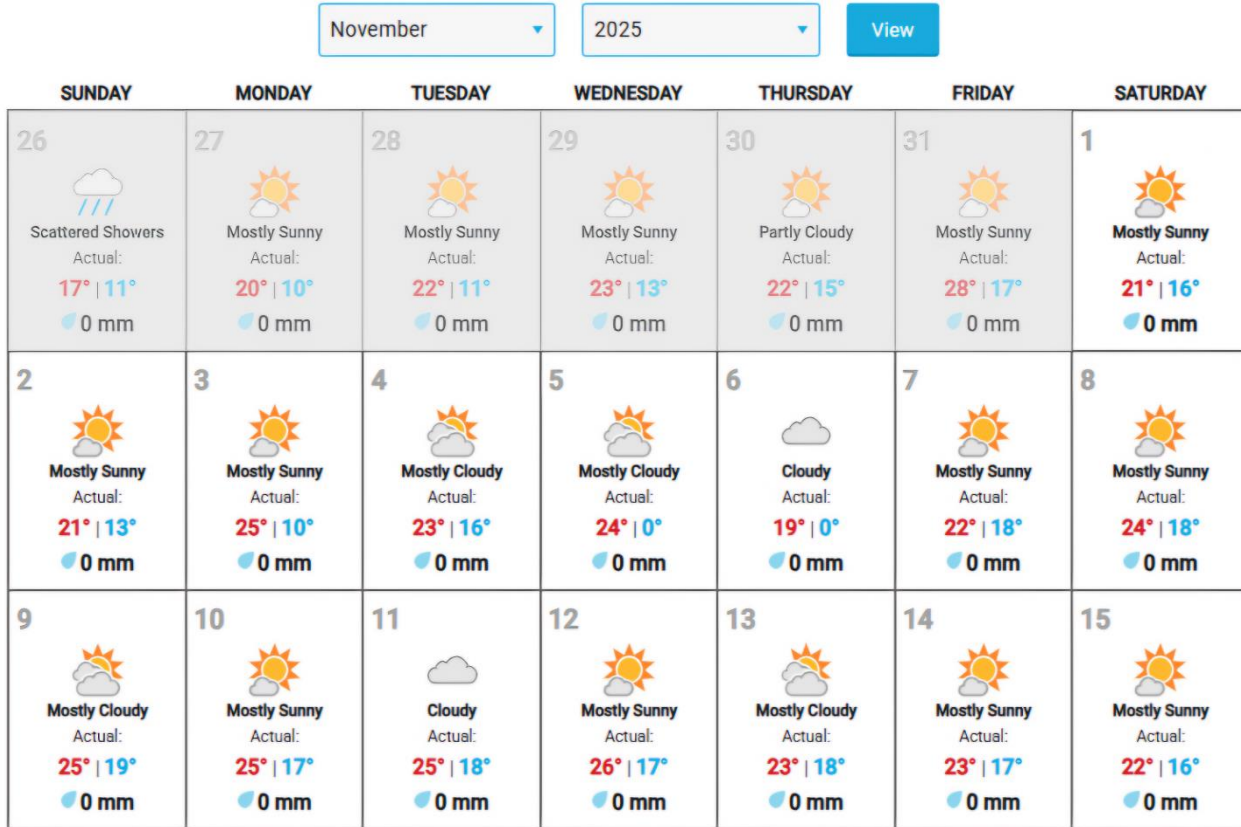 November 2025 View
SUNDAY MONDAY TUESDAY WEDNESDAY THURSDAY FRIDAY SATURDAY
26 27 28 29 30 31 1
Scattered Showers Mostly Sunny Mostly Sunny Mostly Sunny Partly Cloudy Mostly Sunny Mostly Sunny
Actual: Actual: Actual: Actual: Actual: Actual: Actual:
17° | 11° 20° | 10° 22° | 11° 23° | 13° 22° | 15° 28° | 17° 21° | 16°
0 mm 0 mm 0 mm 0 mm 0 mm 0 mm 0 mm
2 3 4 5 6 7 8
Mostly Sunny Mostly Sunny Mostly Cloudy Mostly Cloudy Cloudy Mostly Sunny Mostly Sunny
Actual: Actual: Actual: Actual: Actual: Actual: Actual:
21° | 13° 25° | 10° 23° | 16° 24° | 0° 19° | 0° 22° | 18° 24° | 18°
0 mm 0 mm 0 mm 0 mm 0 mm 0 mm 0 mm
9 10 11 12 13 14 15
Mostly Cloudy Mostly Sunny Cloudy Mostly Sunny Mostly Cloudy Mostly Sunny Mostly Sunny
Actual: Actual: Actual: Actual: Actual: Actual: Actual:
25° | 19° 25° | 17° 25° | 18° 26° | 17° 23° | 18° 23° | 17° 22° | 16°
0 mm 0 mm 0 mm 0 mm 0 mm 0 mm 0 mm